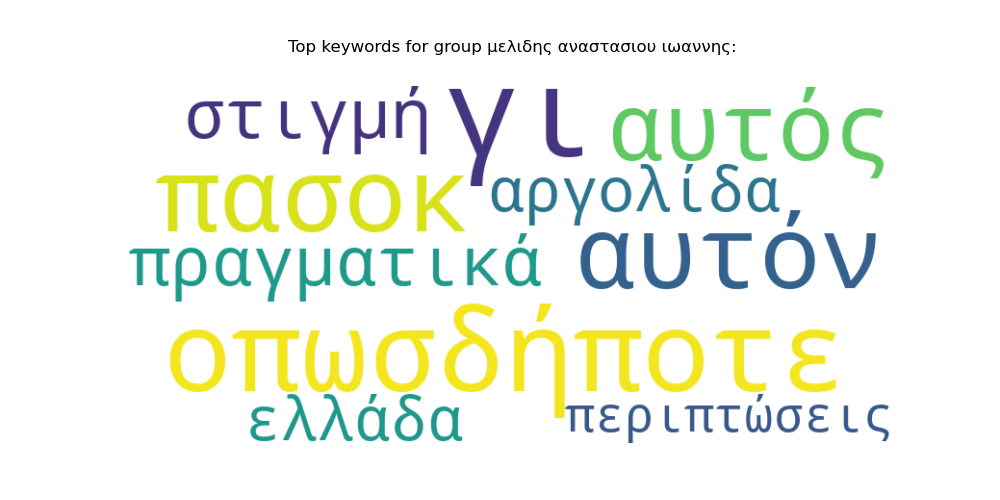 Top keywords for group μελιδης αναστασιου ιωαννης:
στιγμή γι αυτός
πασοκ αργολίδα
πραγματικά αυτόν
οπωσδήποτε
ελλάδα περιπτώσεις